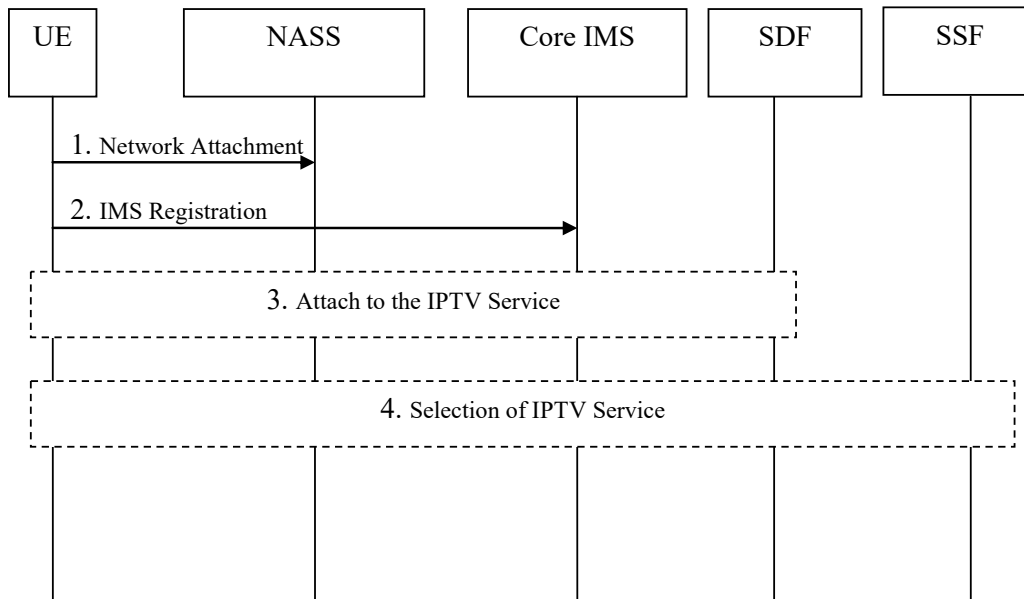 UE
NASS
Core IMS
SDF
SSF
1. Network Attachment
2. IMS Registration
3. Attach to the IPTV Service
4. Selection of IPTV Service